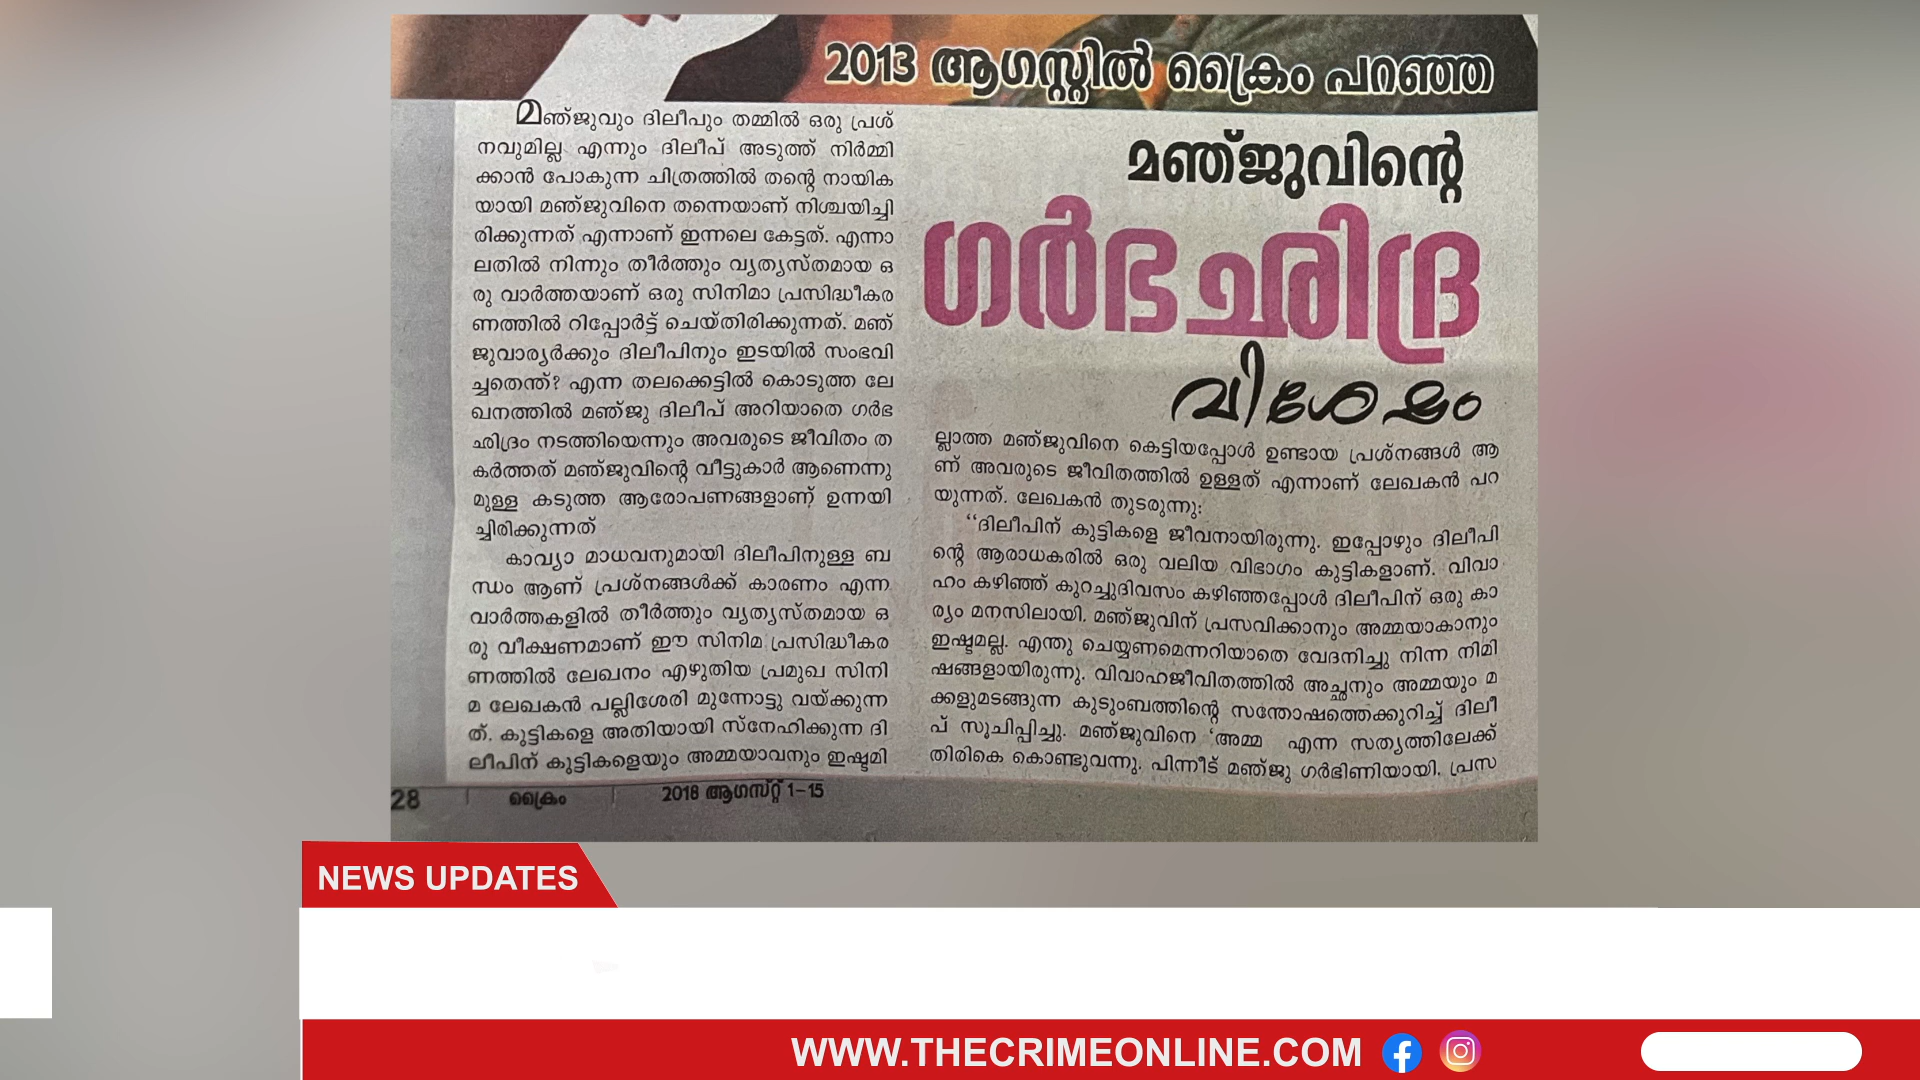 2013 ആഗസ്റ്റിൽ ക്രൈം പറഞ്ഞ
മഞ്ജുവിന്റെ
ഗർഭഛിദ്ര
വിശേഷം
മഞ്ജുവും ദിലീപും തമ്മിൽ ഒരു പ്രശ്
നവുമില്ല എന്നും ദിലീപ് അടുത്ത് നിർമ്മി
ക്കാൻ പോകുന്ന ചിത്രത്തിൽ തന്റെ നായിക
യായി മഞ്ജുവിനെ തന്നെയാണ് നിശ്ചയിച്ചി
രിക്കുന്നത് എന്നാണ് ഇന്നലെ കേട്ടത്. എന്നാ
ലതിൽ നിന്നും തീർത്തും വ്യത്യസ്തമായ ഒ
രു വാർത്തയാണ് ഒരു സിനിമാ പ്രസിദ്ധീകര
ണത്തിൽ റിപ്പോർട്ട് ചെയ്തിരിക്കുന്നത്. മഞ്
ജുവാര്യർക്കും ദിലീപിനും ഇടയിൽ സംഭവി
ച്ചതെന്ത്? എന്ന തലക്കെട്ടിൽ കൊടുത്ത ലേ
ഖനത്തിൽ മഞ്ജു ദിലീപ് അറിയാതെ ഗർഭ
ഛിദ്രം നടത്തിയെന്നും അവരുടെ ജീവിതം ത
കർത്തത് മഞ്ജുവിന്റെ വീട്ടുകാർ ആണെന്നു
മുള്ള കടുത്ത ആരോപണങ്ങളാണ് ഉന്നയി
ച്ചിരിക്കുന്നത്
കാവ്യാ മാധവനുമായി ദിലീപിനുള്ള ബ
ന്ധം ആണ് പ്രശ്നങ്ങൾക്ക് കാരണം എന്ന
വാർത്തകളിൽ തീർത്തും വ്യത്യസ്തമായ ഒ
രു വീക്ഷണമാണ് ഈ സിനിമ പ്രസിദ്ധീകര
ണത്തിൽ ലേഖനം എഴുതിയ പ്രമുഖ സിനി
മ ലേഖകൻ പല്ലിശേരി മുന്നോട്ടു വയ്ക്കുന്ന
ത്. കുട്ടികളെ അതിയായി സ്നേഹിക്കുന്ന ദി
ലീപിന് കുട്ടികളെയും അമ്മയാവനും ഇഷ്ടമി
ല്ലാത്ത മഞ്ജുവിനെ കെട്ടിയപ്പോൾ ഉണ്ടായ പ്രശ്നങ്ങൾ ആ
ണ് അവരുടെ ജീവിതത്തിൽ ഉള്ളത് എന്നാണ് ലേഖകൻ പറ
യുന്നത്. ലേഖകൻ തുടരുന്നു:
“ദിലീപിന് കുട്ടികളെ ജീവനായിരുന്നു. ഇപ്പോഴും ദിലീപി
ന്റെ ആരാധകരിൽ ഒരു വലിയ വിഭാഗം കുട്ടികളാണ്. വിവാ
ഹം കഴിഞ്ഞ് കുറച്ചുദിവസം കഴിഞ്ഞപ്പോൾ ദിലീപിന് ഒരു കാ
ര്യം മനസിലായി. മഞ്ജുവിന് പ്രസവിക്കാനും അമ്മയാകാനും
ഇഷ്ടമല്ല. എന്തു ചെയ്യണമെന്നറിയാതെ വേദനിച്ചു നിന്ന നിമി
ഷങ്ങളായിരുന്നു. വിവാഹജീവിതത്തിൽ അച്ഛനും അമ്മയും മ
ക്കളുമടങ്ങുന്ന കുടുംബത്തിന്റെ സന്തോഷത്തെക്കുറിച്ച് ദിലീ
പ് സൂചിപ്പിച്ചു. മഞ്ജുവിനെ ‘അമ്മ എന്ന സത്യത്തിലേക്ക്
തിരികെ കൊണ്ടുവന്നു. പിന്നീട് മഞ്ജു ഗർഭിണിയായി. പ്രസ
28 ക്രൈം 2018 ആഗസ്റ്റ് 1-15
NEWS UPDATES
WWW.THECRIMEONLINE.COM